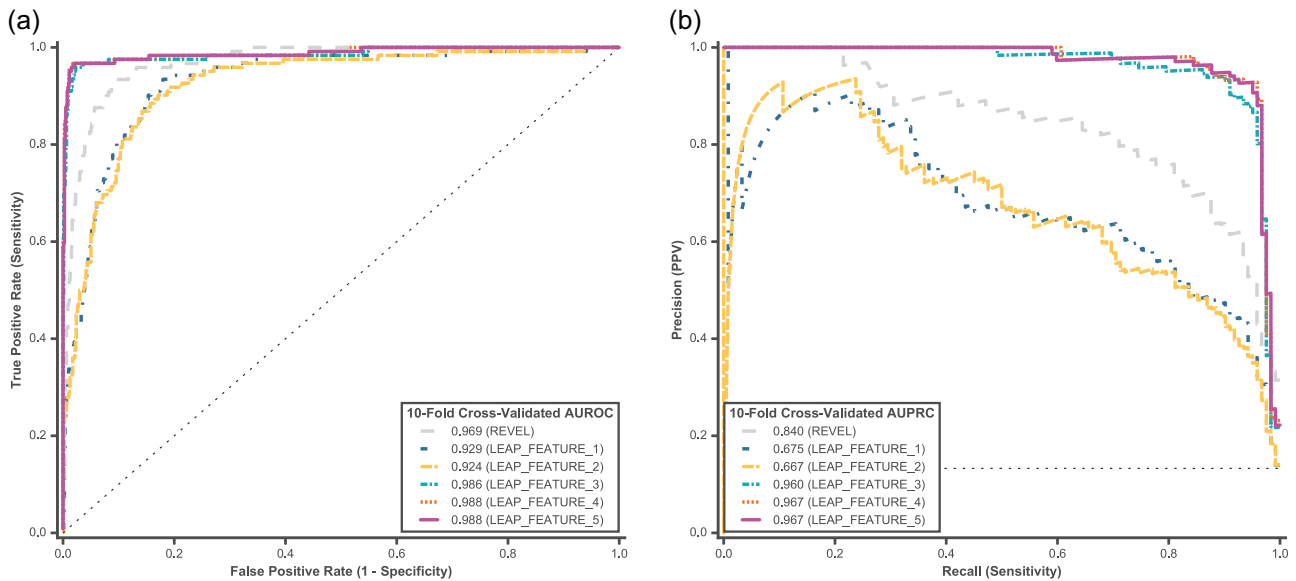 (a)
1.0
0.8
0.6
0.4
0.2
0.0
True Positive Rate (Sensitivity)
10-Fold Cross-Validated AUROC
0.969 (REVEL)
0.929 (LEAP_FEATURE_1)
0.924 (LEAP_FEATURE_2)
0.986 (LEAP_FEATURE_3)
0.988 (LEAP_FEATURE_4)
0.988 (LEAP_FEATURE_5)
0.0 0.2 0.4 0.6 0.8 1.0
False Positive Rate (1 - Specificity)
(b)
1.0
0.8
0.6
0.4
0.2
0.0
Precision (PPV)
10-Fold Cross-Validated AUPRC
0.840 (REVEL)
0.675 (LEAP_FEATURE_1)
0.667 (LEAP_FEATURE_2)
0.960 (LEAP_FEATURE_3)
0.967 (LEAP_FEATURE_4)
0.967 (LEAP_FEATURE_5)
0.0 0.2 0.4 0.6 0.8 1.0
Recall (Sensitivity)